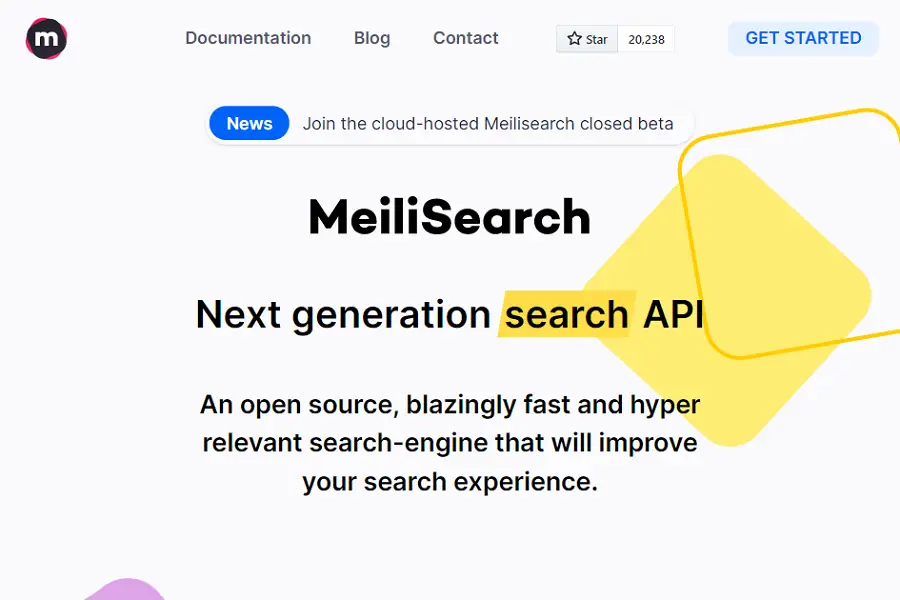 m
Documentation Blog Contact Star 20,238 GET STARTED
News Join the cloud-hosted Meilisearch closed beta
MeiliSearch
Next generation search API
An open source, blazingly fast and hyper
relevant search-engine that will improve
your search experience.